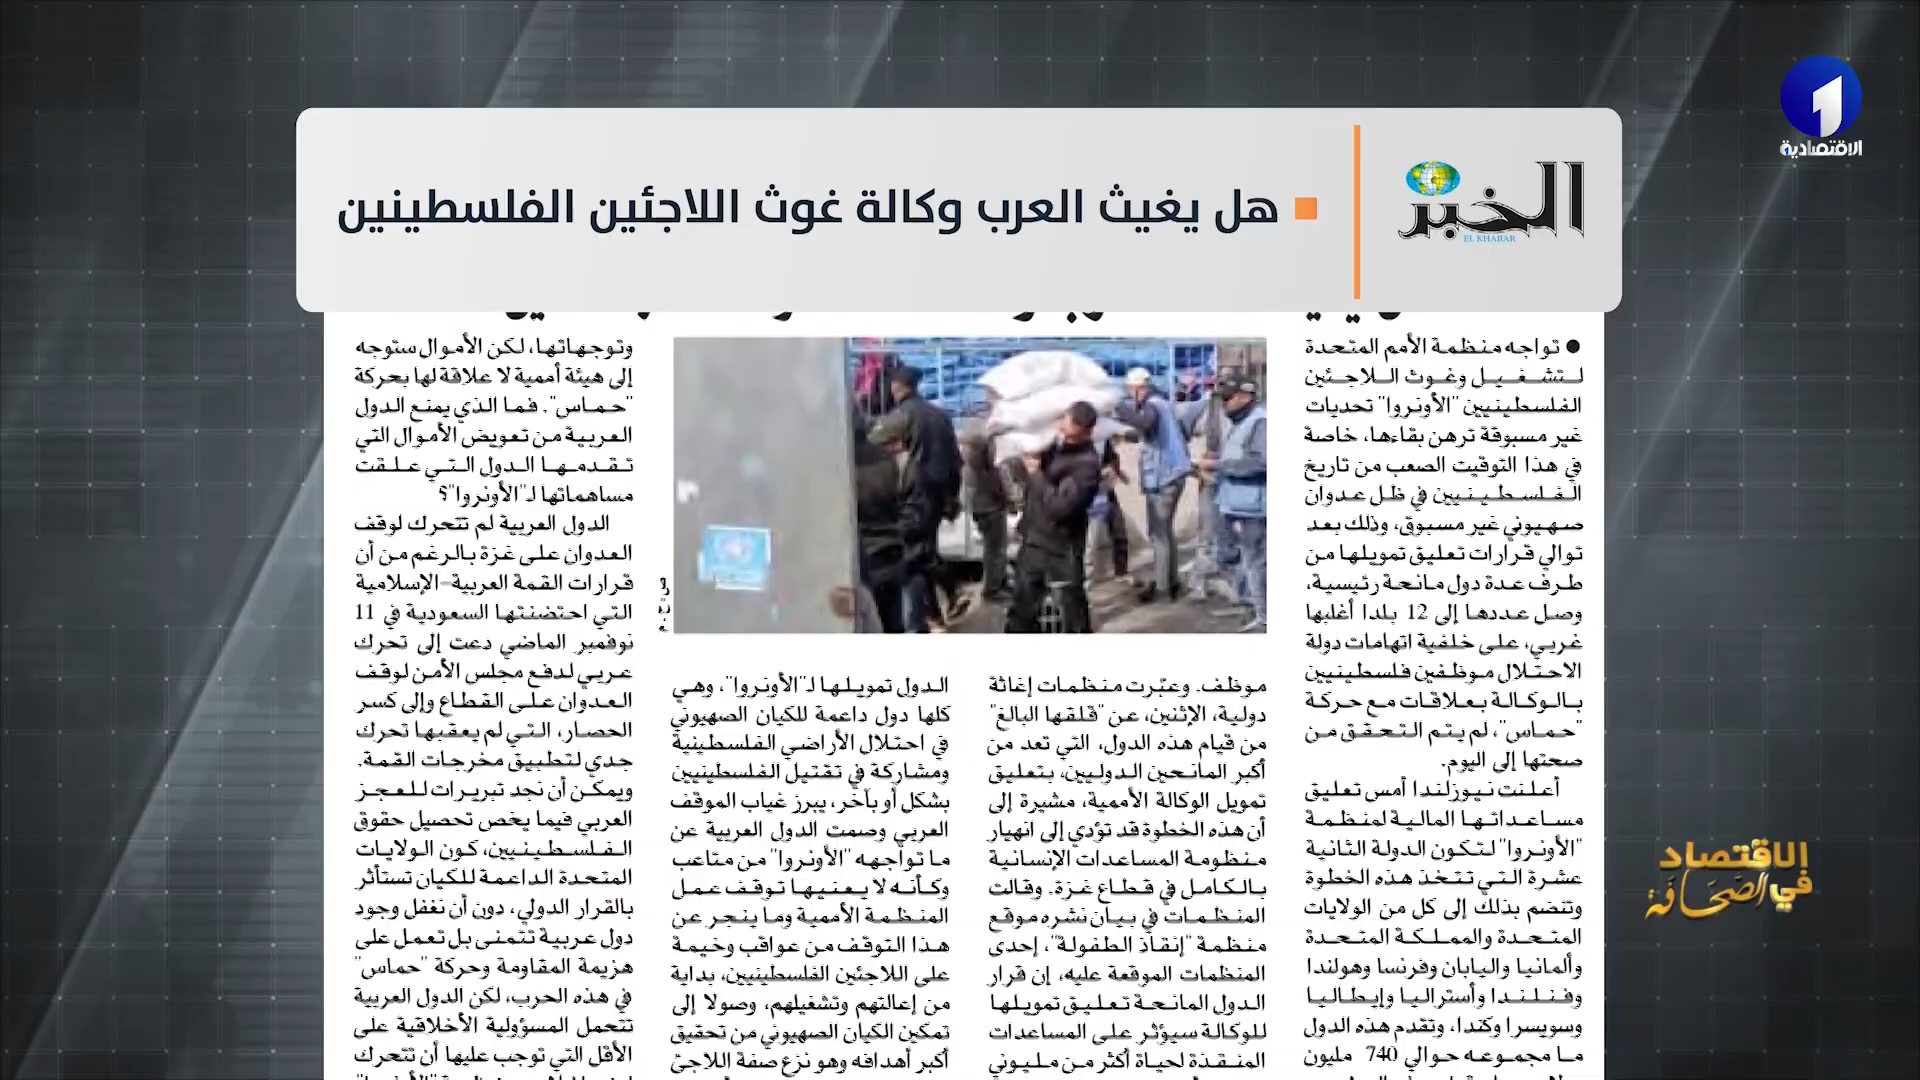 الاقتصادية
الخبر
EL KHABAR
هل يغيث العرب وكالة غوث اللاجئين الفلسطينيين
● تواجه منظمة الأمم المتحدة
لتشغيل وغوث اللاجئين
الفلسطينيين "الأونروا" تحديات
غير مسبوقة ترهن بقاءها، خاصة
في هذا التوقيت الصعب من تاريخ
الفلسطينيين في ظل عدوان
صهيوني غير مسبوق، وذلك بعد
توالي قرارات تعليق تمويلها من
طرف عدة دول مانحة رئيسية،
وصل عددها إلى 12 بلدا أغلبها
غربي، على خلفية اتهامات دولة
الاحتلال موظفين فلسطينيين
بالوكالة بعلاقات مع حركة
"حماس"، لم يتم التحقق من
صحتها إلى اليوم.
أعلنت نيوزلندا أمس تعليق
مساعداتها المالية لمنظمة
"الأونروا" لتكون الدولة الثانية
عشرة التي تتخذ هذه الخطوة
وتنضم بذلك إلى كل من الولايات
المتحدة والمملكة المتحدة
وألمانيا واليابان وفرنسا وهولندا
وفنلندا وأستراليا وإيطاليا
وسويسرا وكندا، وتقدم هذه الدول
ما مجموعه حوالي 740 مليون
موظف. وعبّرت منظمات إغاثة
دولية، الإثنين، عن "قلقها البالغ"
من قيام هذه الدول، التي تعد من
أكبر المانحين الدوليين، بتعليق
تمويل الوكالة الأممية، مشيرة إلى
أن هذه الخطوة قد تؤدي إلى انهيار
منظومة المساعدات الإنسانية
بالكامل في قطاع غزة. وقالت
المنظمات في بيان نشره موقع
منظمة "إنقاذ الطفولة"، إحدى
المنظمات الموقعة عليه، إن قرار
الدول المانحة تعليق تمويلها
للوكالة سيؤثر على المساعدات
المنقذة لحياة أكثر من مليوني
الدول تمويلها لـ"الأونروا"، وهي
كلها دول داعمة للكيان الصهيوني
في احتلال الأراضي الفلسطينية
ومشاركة في تقتيل الفلسطينيين
بشكل أو بآخر، يبرز غياب الموقف
العربي وصمت الدول العربية عن
ما تواجهه "الأونروا" من متاعب
وكأنه لا يعنيها توقف عمل
المنظمة الأممية وما ينجر عن
هذا التوقف من عواقب وخيمة
على اللاجئين الفلسطينيين، بداية
من إعالتهم وتشغيلهم، وصولا إلى
تمكين الكيان الصهيوني من تحقيق
أكبر أهدافه وهو نزع صفة اللاجئ
وتوجهاتها، لكن الأموال ستوجه
إلى هيئة أممية لا علاقة لها بحركة
"حماس". فما الذي يمنع الدول
العربية من تعويض الأموال التي
تقدمها الدول التي علقت
مساهماتها لـ"الأونروا"؟
الدول العربية لم تتحرك لوقف
العدوان على غزة بالرغم من أن
قرارات القمة العربية-الإسلامية
التي احتضنتها السعودية في 11
نوفمبر الماضي دعت إلى تحرك
عربي لدفع مجلس الأمن لوقف
العدوان على القطاع وإلى كسر
الحصار، التي لم يعقبها تحرك
جدي لتطبيق مخرجات القمة.
ويمكن أن نجد تبريرات للعجز
العربي فيما يخص تحصيل حقوق
الفلسطينيين، كون الولايات
المتحدة الداعمة للكيان تستأثر
بالقرار الدولي، دون أن نغفل وجود
دول عربية تتمنى بل تعمل على
هزيمة المقاومة وحركة "حماس"
في هذه الحرب، لكن الدول العربية
تتحمل المسؤولية الأخلاقية على
الأقل التي توجب عليها أن تتحرك
الاقتصاد
في الصَّحَافَة